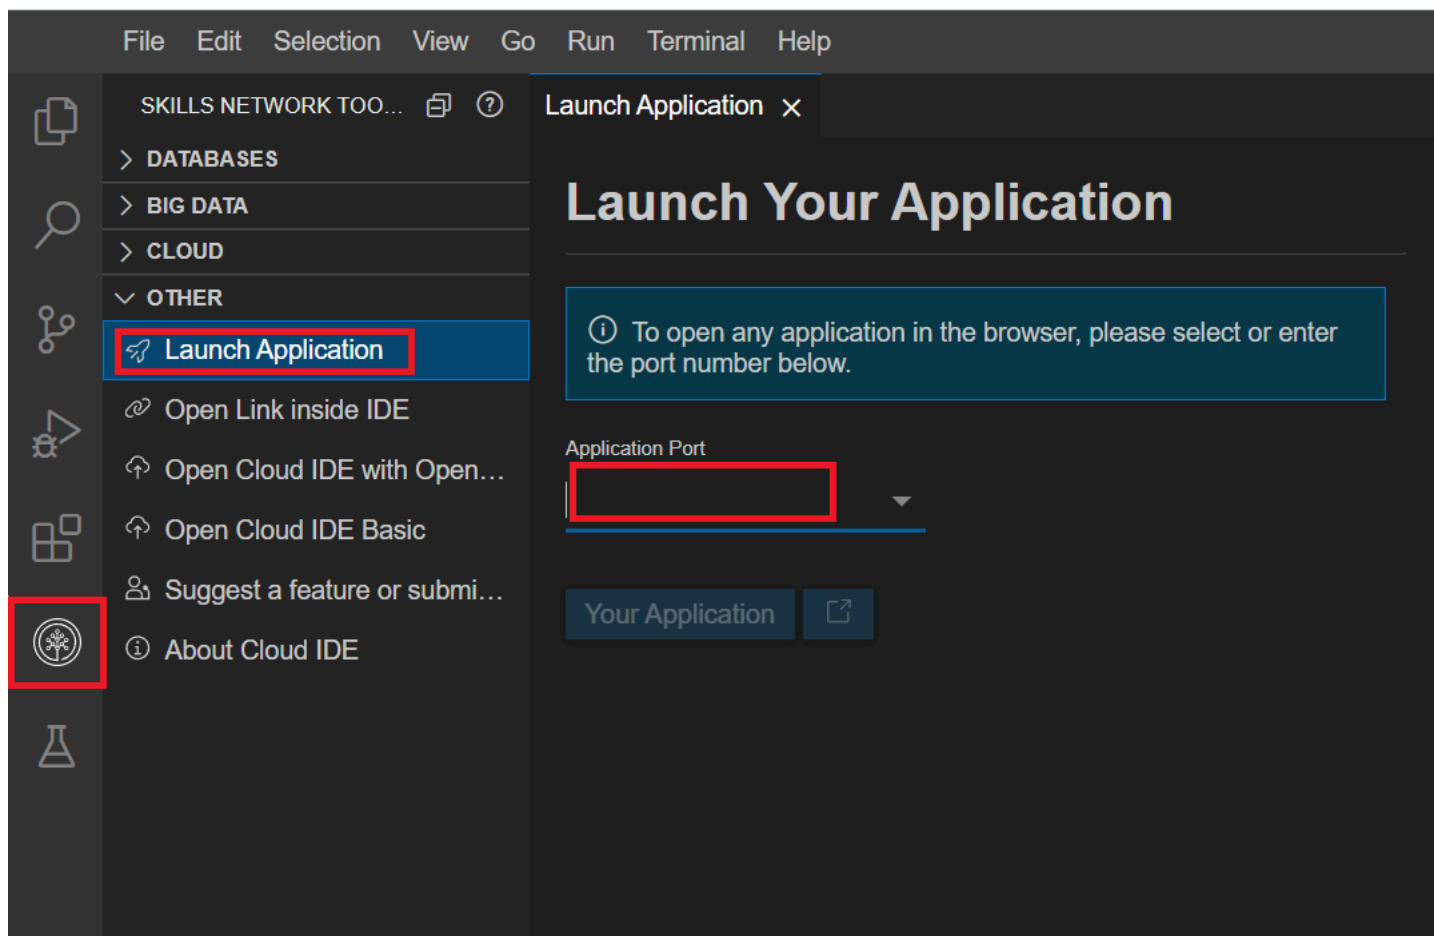 File Edit Selection View Go Run Terminal Help
SKILLS NETWORK TOO...
Launch Application
DATABASES
BIG DATA
CLOUD
OTHER
Launch Application
Open Link inside IDE
Open Cloud IDE with Open...
Open Cloud IDE Basic
Suggest a feature or submi...
About Cloud IDE
Launch Your Application
To open any application in the browser, please select or enter
the port number below.
Application Port
Your Application